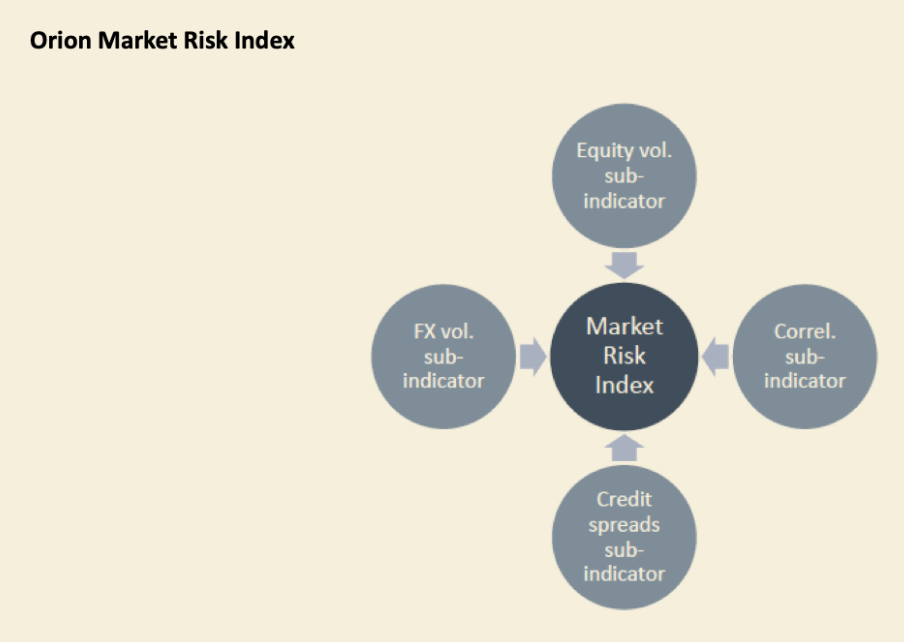 Orion Market Risk Index
Equity vol.
sub-
indicator
FX vol.
sub-
indicator
Market
Risk
Index
Correl.
sub-
indicator
Credit
spreads
sub-
indicator